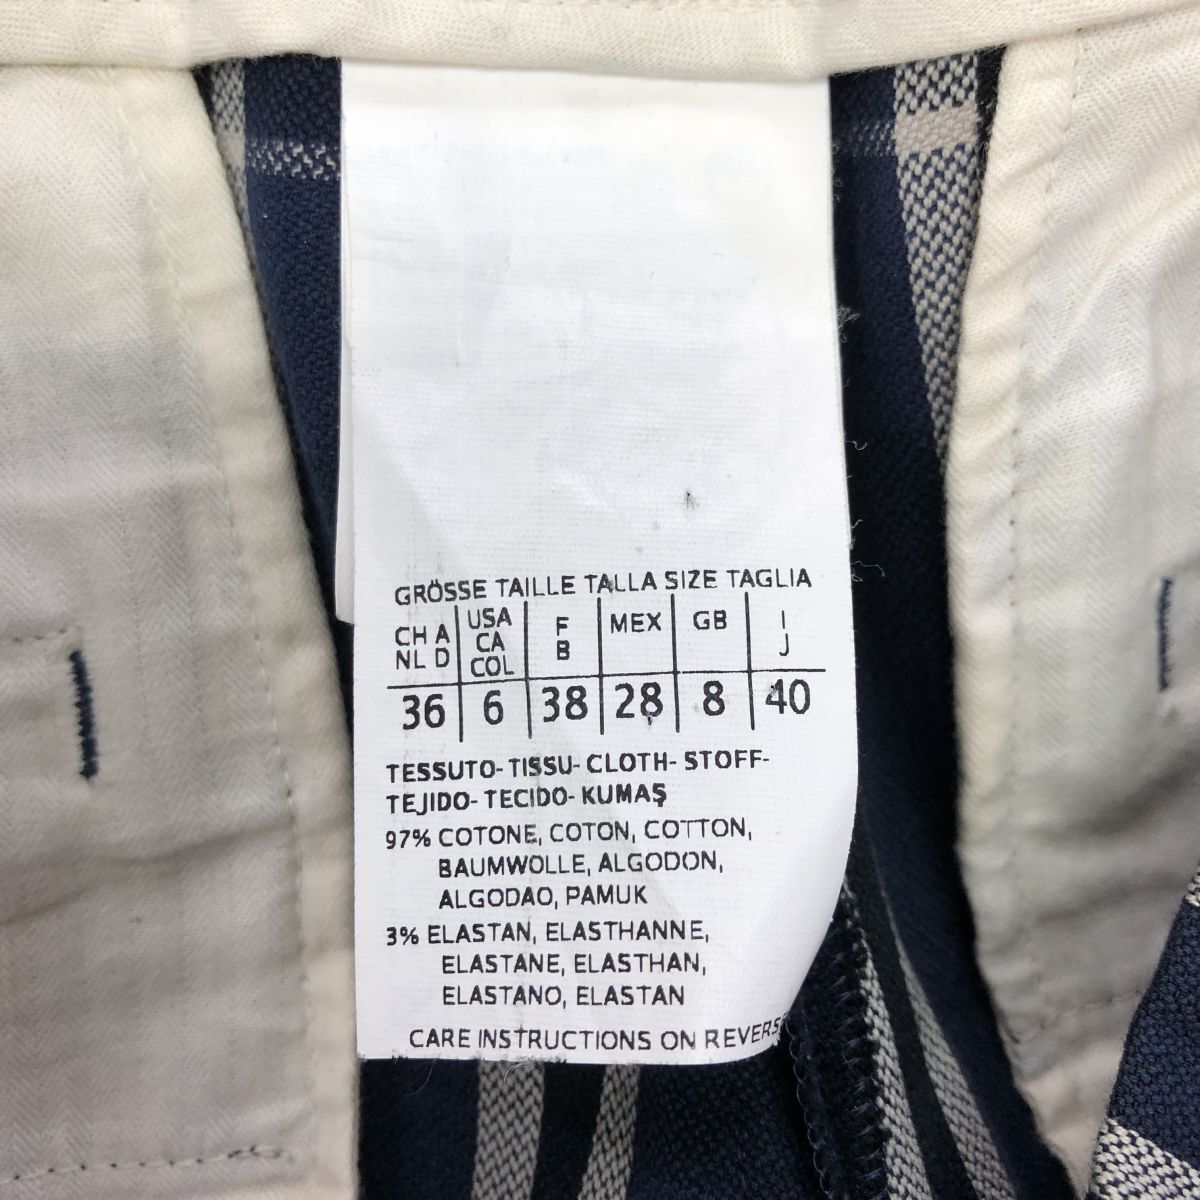 GRÖSSE TAILLE TALLA SIZE TAGLIA
CH A NL D | USA CA COL | F B | MEX | GB | I J
36 | 6 | 38 | 28 | 8 | 40
TESSUTO- TISSU- CLOTH- STOFF-
TEJIDO- TECIDO- KUMAŞ
97% COTONE, COTON, COTTON,
BAUMWOLLE, ALGODON,
ALGODAO, PAMUK
3% ELASTAN, ELASTHANNE,
ELASTANE, ELASTHAN,
ELASTANO, ELASTAN
CARE INSTRUCTIONS ON REVERS